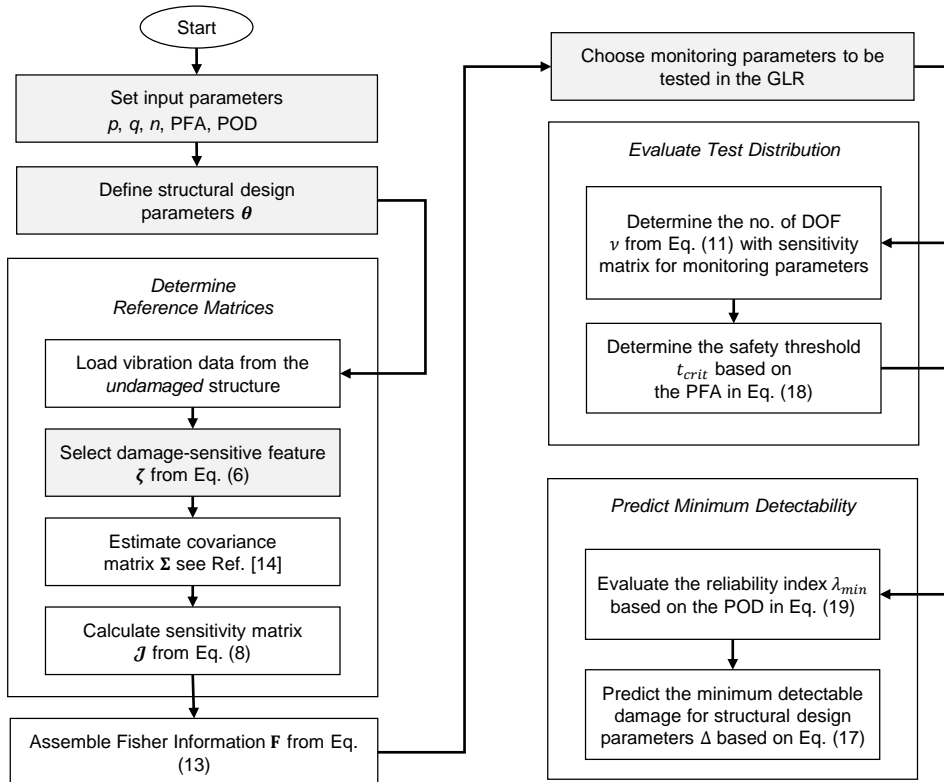 Start
Set input parameters
p, q, n, PFA, POD
Define structural design
parameters θ
Determine
Reference Matrices
Load vibration data from the
undamaged structure
Select damage-sensitive feature
ζ from Eq. (6)
Estimate covariance
matrix Σ see Ref. [14]
Calculate sensitivity matrix
𝓙 from Eq. (8)
Assemble Fisher Information F from Eq.
(13)
Choose monitoring parameters to be
tested in the GLR
Evaluate Test Distribution
Determine the no. of DOF
ν from Eq. (11) with sensitivity
matrix for monitoring parameters
Determine the safety threshold
t_crit based on
the PFA in Eq. (18)
Predict Minimum Detectability
Evaluate the reliability index λ_min
based on the POD in Eq. (19)
Predict the minimum detectable
damage for structural design
parameters Δ based on Eq. (17)